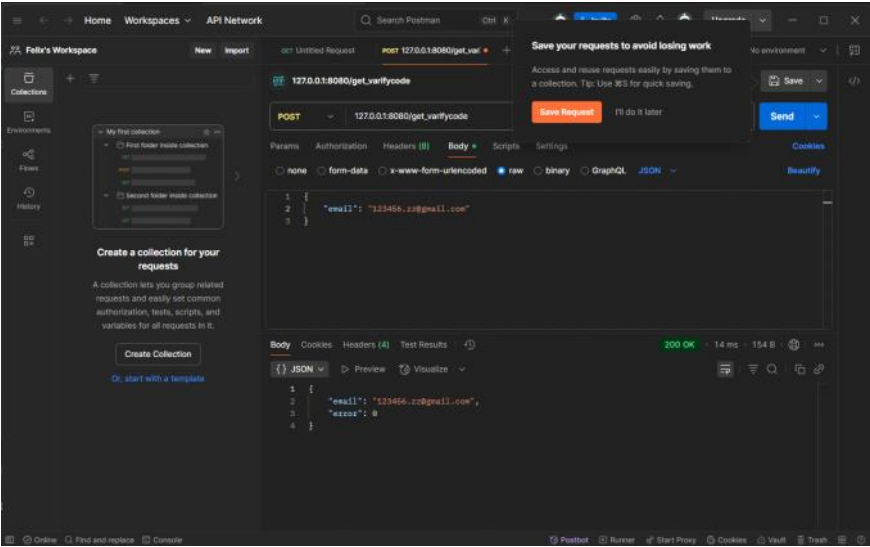 Home Workspaces API Network
Search Postman Ctrl K
Felix's Workspace New Import
GET Untitled Request
POST 127.0.0.1:8080/get_vari
No environment
Save your requests to avoid losing work
Access and reuse requests easily by saving them to
a collection. Tip: Use ⌘S for quick saving.
Save Request I'll do it later
Collections
Environments
Flows
History
My first collection
First folder inside collection
Second folder inside collection
Create a collection for your
requests
A collection lets you group related
requests and easily set common
authorization, tests, scripts, and
variables for all requests in it.
Create Collection
Or, start with a template
127.0.0.1:8080/get_varifycode
Save
POST 127.0.0.1:8080/get_varifycode
Send
Params Authorization Headers (8) Body Scripts Settings
Cookies
none form-data x-www-form-urlencoded raw binary GraphQL JSON
Beautify
1 {
2 "email": "123456.zz@gmail.com"
3 }
Body Cookies Headers (4) Test Results
200 OK 14 ms 154 B
{} JSON Preview Visualize
1 {
2 "email": "123456.zz@gmail.com",
3 "error": 0
4 }
Online Find and replace Console
Postbot Runner Start Proxy Cookies Vault Trash